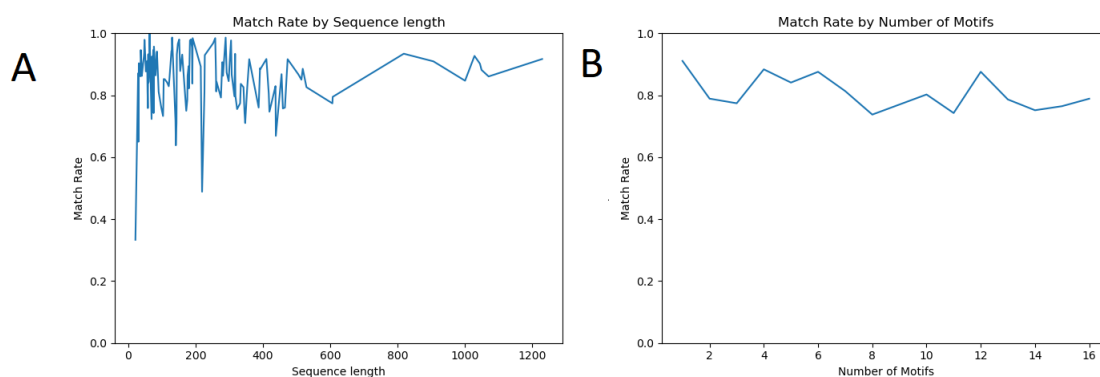 A
Match Rate by Sequence length
Match Rate
1.0
0.8
0.6
0.4
0.2
0.0
0 200 400 600 800 1000 1200
Sequence length
B
Match Rate by Number of Motifs
Match Rate
1.0
0.8
0.6
0.4
0.2
0.0
2 4 6 8 10 12 14 16
Number of Motifs